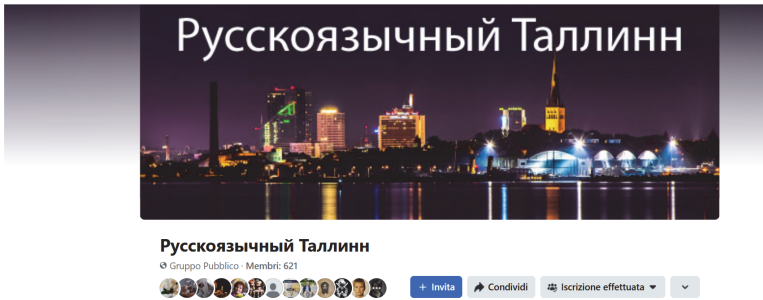 Русскоязычный Таллинн
Русскоязычный Таллинн
Gruppo Pubblico · Membri: 621
+ Invita
Condividi
Iscrizione effettuata